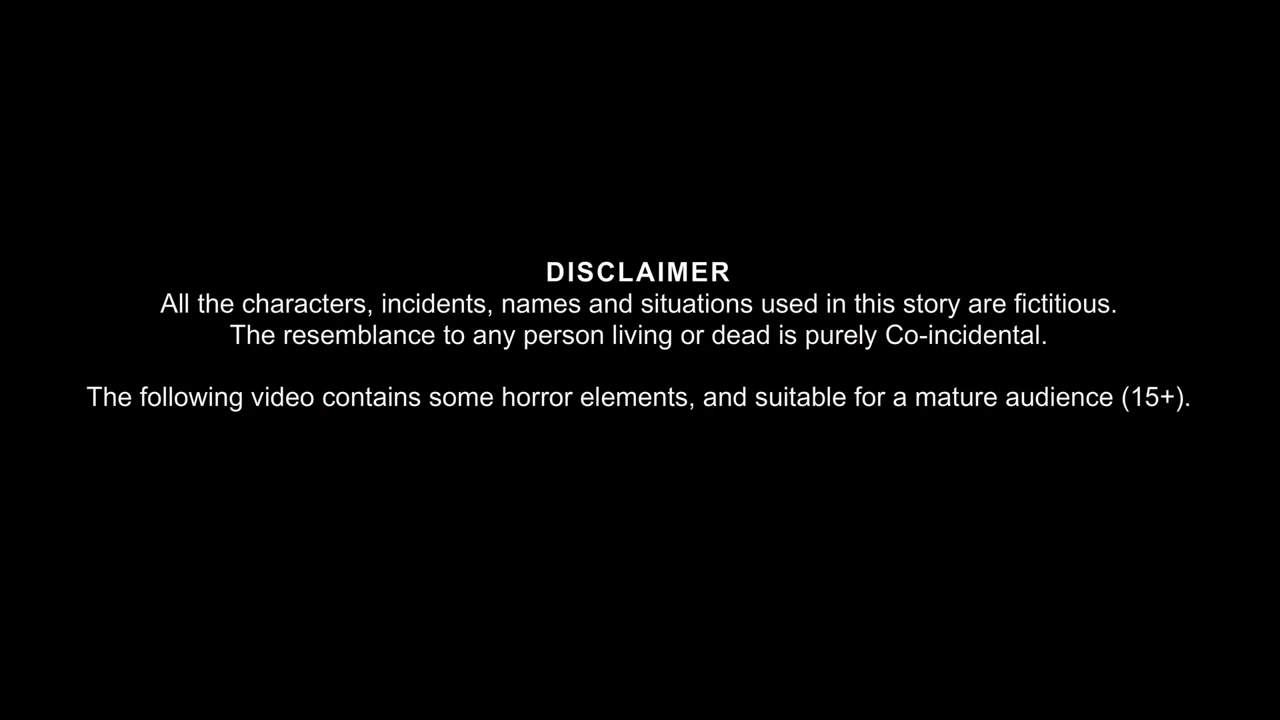 DISCLAIMER
All the characters, incidents, names and situations used in this story are fictitious.
The resemblance to any person living or dead is purely Co-incidental.
The following video contains some horror elements, and suitable for a mature audience (15+).